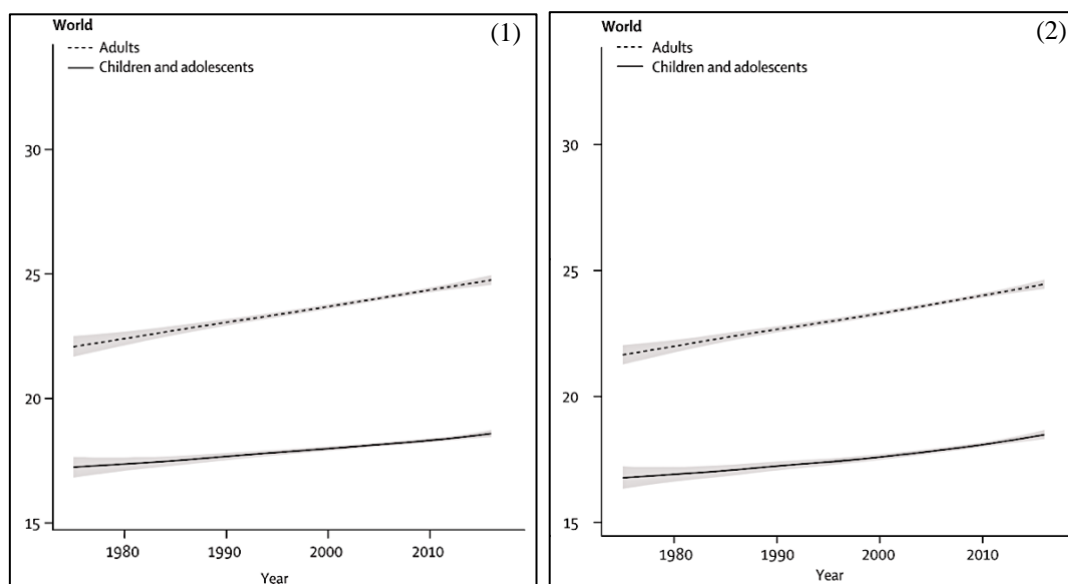 World
(1)
Adults
Children and adolescents
30
25
20
15
1980
1990
2000
2010
Year
World
(2)
Adults
Children and adolescents
30
25
20
15
1980
1990
2000
2010
Year